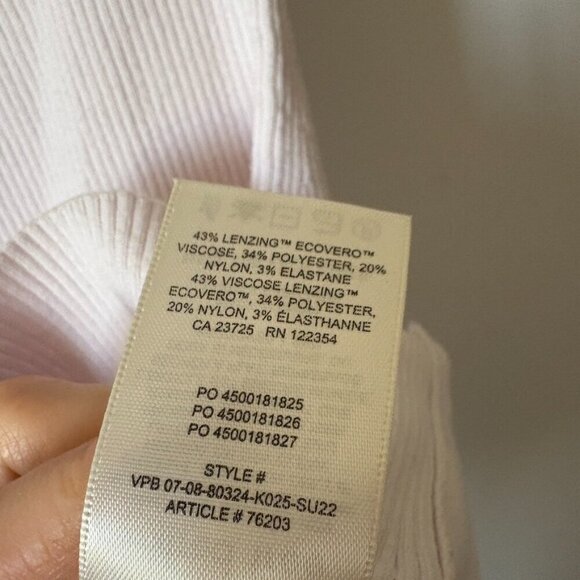 43% LENZING™ ECOVERO™
VISCOSE, 34% POLYESTER, 20%
NYLON, 3% ELASTANE
43% VISCOSE LENZING™
ECOVERO™, 34% POLYESTER,
20% NYLON, 3% ÉLASTHANNE
CA 23725 RN 122354
PO 4500181825
PO 4500181826
PO 4500181827
STYLE #
VPB 07-08-80324-K025-SU22
ARTICLE # 76203